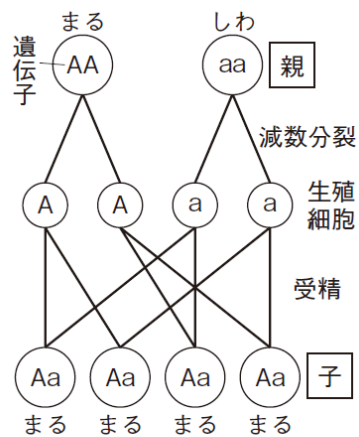 まる しわ
遺伝子 AA aa 親
減数分裂
A A a a 生殖細胞
受精
Aa Aa Aa Aa 子
まる まる まる まる